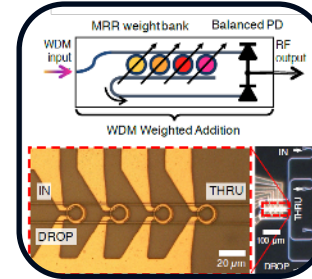 MRR weight bank
Balanced PD
WDM
input
RF
output
WDM Weighted Addition
IN
THRU
DROP
20 μm
IN
THRU
100 μm
DROP